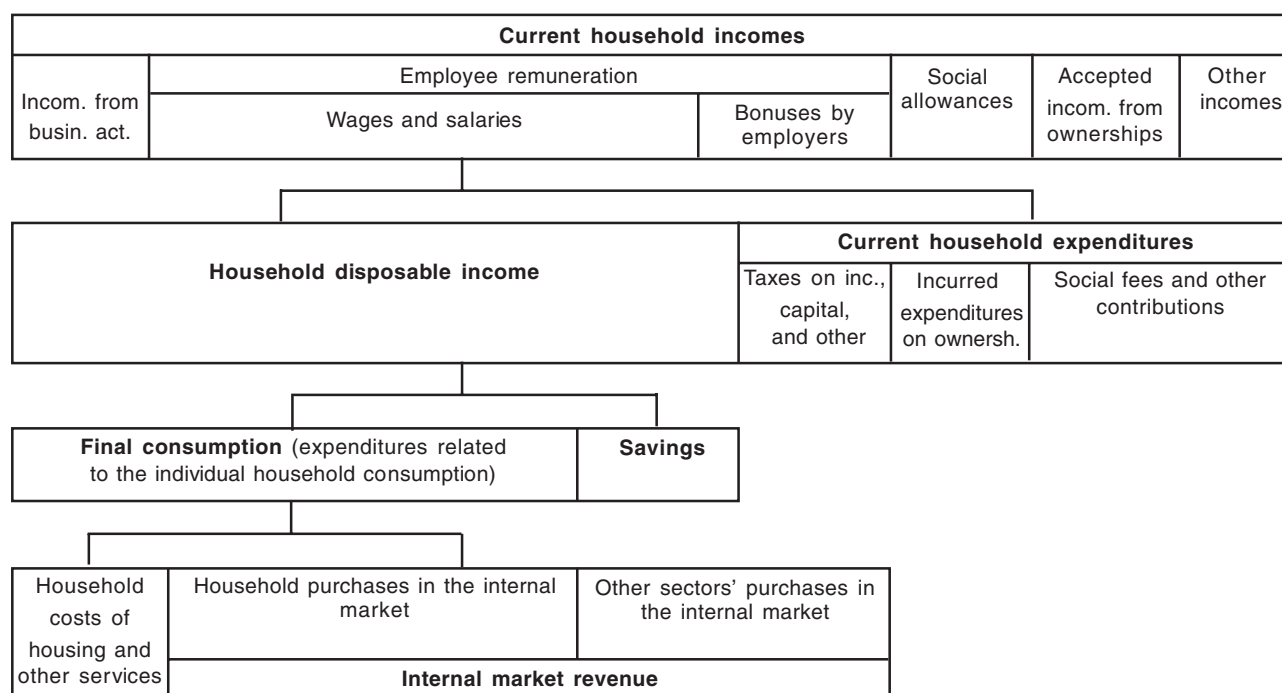 Current household incomes
Incom. from
busin. act.
Employee remuneration
Wages and salaries
Bonuses by
employers
Social
allowances
Accepted
incom. from
ownerships
Other
incomes
Household disposable income
Current household expenditures
Taxes on inc.,
capital,
and other
Incurred
expenditures
on ownersh.
Social fees and other
contributions
Final consumption (expenditures related
to the individual household consumption)
Savings
Household
costs of
housing and
other services
Household purchases in the internal
market
Other sectors’ purchases in
the internal market
Internal market revenue